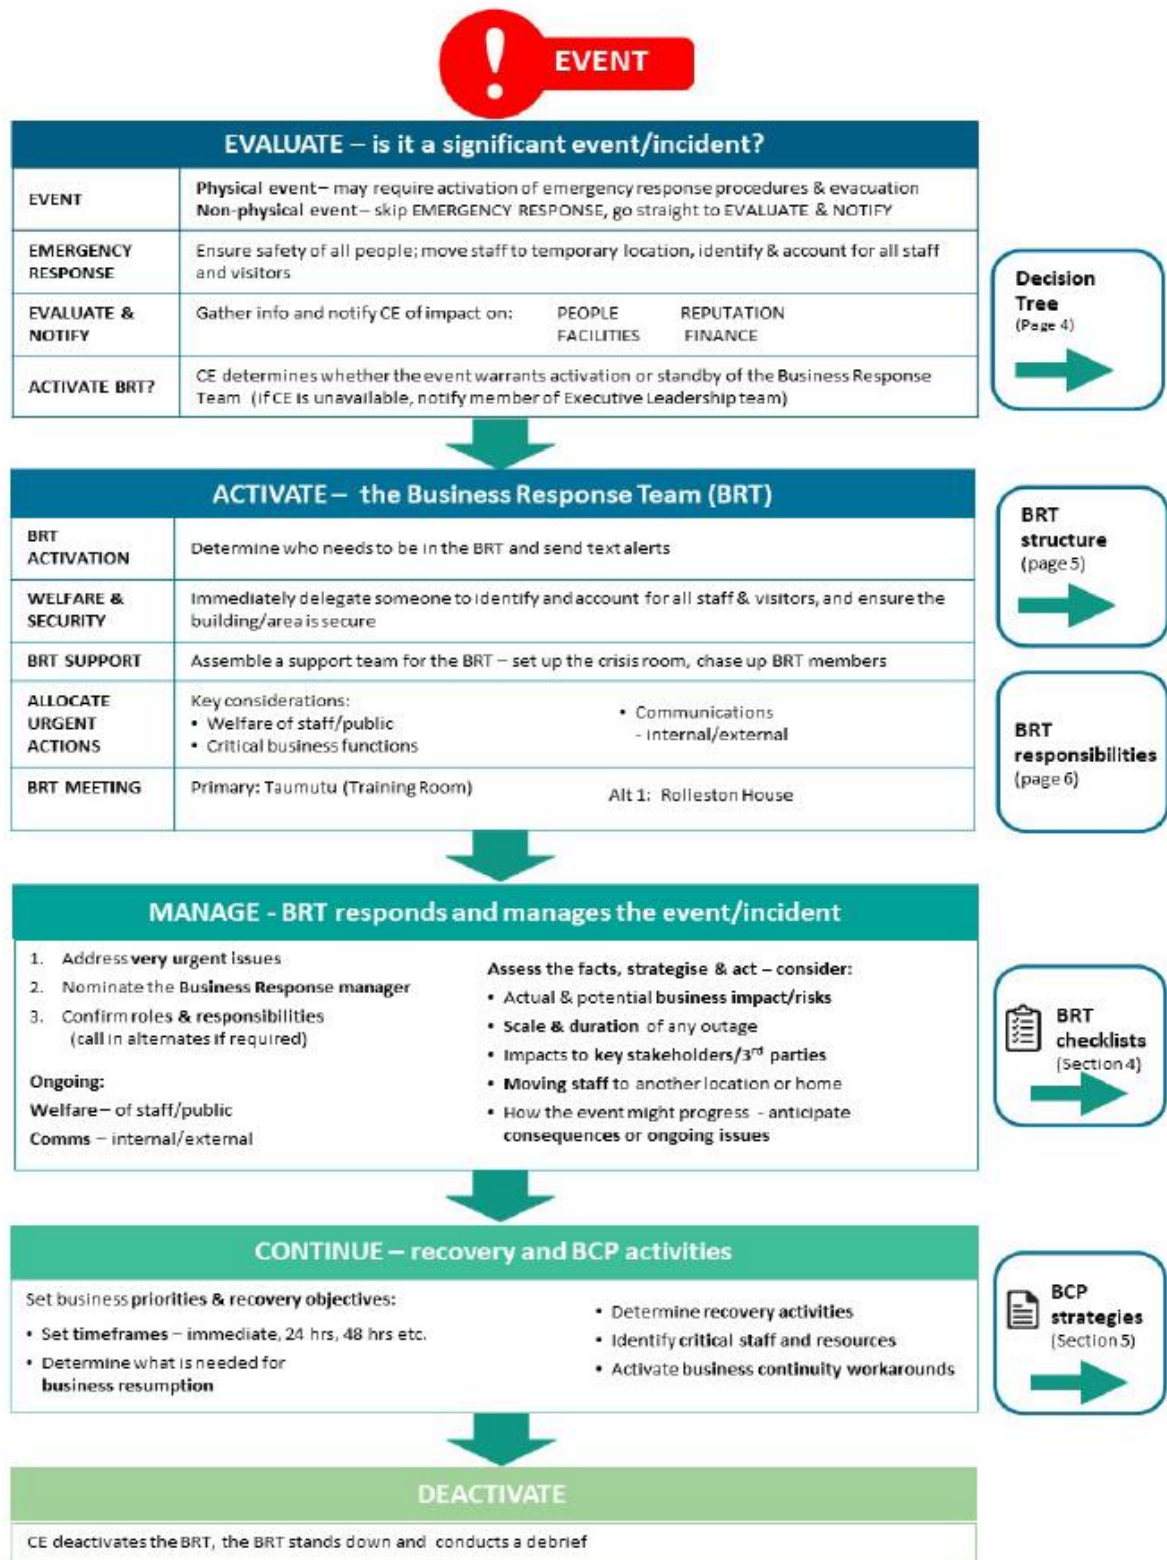 EVENT
EVALUATE – is it a significant event/incident?
EVENT
Physical event – may require activation of emergency response procedures & evacuation
Non-physical event – skip EMERGENCY RESPONSE, go straight to EVALUATE & NOTIFY
EMERGENCY
RESPONSE
Ensure safety of all people; move staff to temporary location, identify & account for all staff
and visitors
EVALUATE &
NOTIFY
Gather info and notify CE of impact on: PEOPLE REPUTATION
FACILITIES FINANCE
ACTIVATE BRT?
CE determines whether the event warrants activation or standby of the Business Response
Team (if CE is unavailable, notify member of Executive Leadership team)
Decision
Tree
(Page 4)
ACTIVATE – the Business Response Team (BRT)
BRT
ACTIVATION
Determine who needs to be in the BRT and send text alerts
WELFARE &
SECURITY
Immediately delegate someone to identify and account for all staff & visitors, and ensure the
building/area is secure
BRT SUPPORT
Assemble a support team for the BRT – set up the crisis room, chase up BRT members
ALLOCATE
URGENT
ACTIONS
Key considerations:
• Welfare of staff/public
• Critical business functions
• Communications
- internal/external
BRT MEETING
Primary: Taumutu (Training Room)
Alt 1: Rolleston House
BRT
structure
(page 5)
BRT
responsibilities
(page 6)
MANAGE - BRT responds and manages the event/incident
1. Address very urgent issues
2. Nominate the Business Response manager
3. Confirm roles & responsibilities
(call in alternates if required)
Ongoing:
Welfare – of staff/public
Comms – internal/external
Assess the facts, strategise & act – consider:
• Actual & potential business impact/risks
• Scale & duration of any outage
• Impacts to key stakeholders/3rd parties
• Moving staff to another location or home
• How the event might progress - anticipate
consequences or ongoing issues
BRT
checklists
(Section 4)
CONTINUE – recovery and BCP activities
Set business priorities & recovery objectives:
• Set timeframes – immediate, 24 hrs, 48 hrs etc.
• Determine what is needed for
business resumption
• Determine recovery activities
• Identify critical staff and resources
• Activate business continuity workarounds
BCP
strategies
(Section 5)
DEACTIVATE
CE deactivates the BRT, the BRT stands down and conducts a debrief